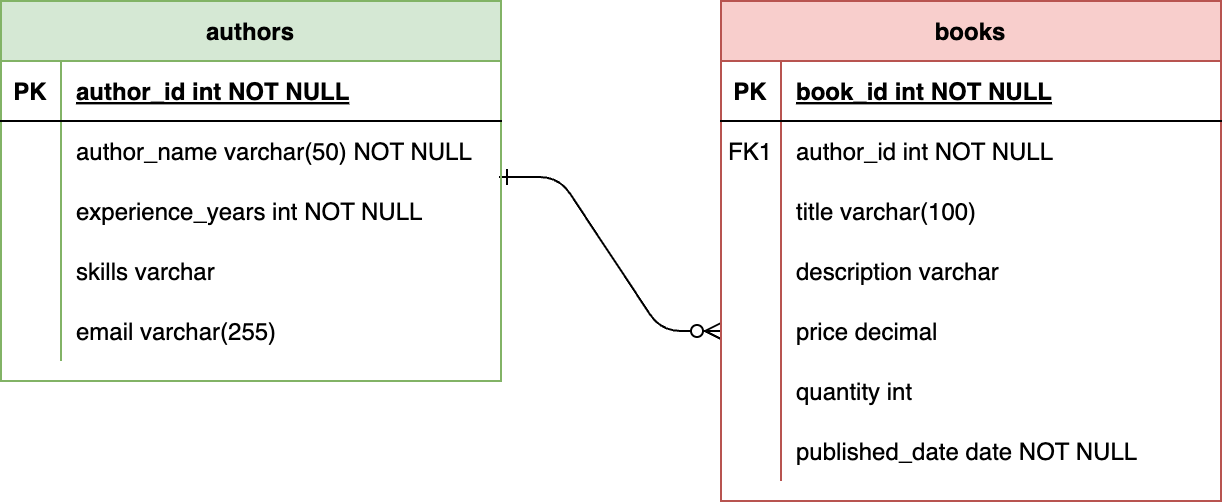 authors
PK author_id int NOT NULL
author_name varchar(50) NOT NULL
experience_years int NOT NULL
skills varchar
email varchar(255)
books
PK book_id int NOT NULL
FK1 author_id int NOT NULL
title varchar(100)
description varchar
price decimal
quantity int
published_date date NOT NULL